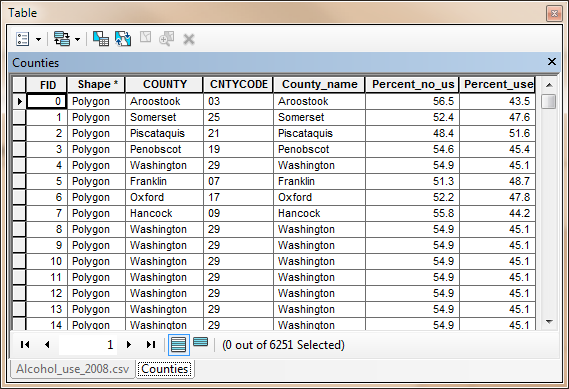 Table
Counties
FID Shape * COUNTY CNTYCODE County_name Percent_no_us Percent_use
0 Polygon Aroostook 03 Aroostook 56.5 43.5
1 Polygon Somerset 25 Somerset 52.4 47.6
2 Polygon Piscataquis 21 Piscataquis 48.4 51.6
3 Polygon Penobscot 19 Penobscot 54.6 45.4
4 Polygon Washington 29 Washington 54.9 45.1
5 Polygon Franklin 07 Franklin 51.3 48.7
6 Polygon Oxford 17 Oxford 52.2 47.8
7 Polygon Hancock 09 Hancock 55.8 44.2
8 Polygon Washington 29 Washington 54.9 45.1
9 Polygon Washington 29 Washington 54.9 45.1
10 Polygon Washington 29 Washington 54.9 45.1
11 Polygon Washington 29 Washington 54.9 45.1
12 Polygon Washington 29 Washington 54.9 45.1
13 Polygon Washington 29 Washington 54.9 45.1
14 Polygon Washington 29 Washington 54.9 45.1
1 (0 out of 6251 Selected)
Alcohol_use_2008.csv Counties